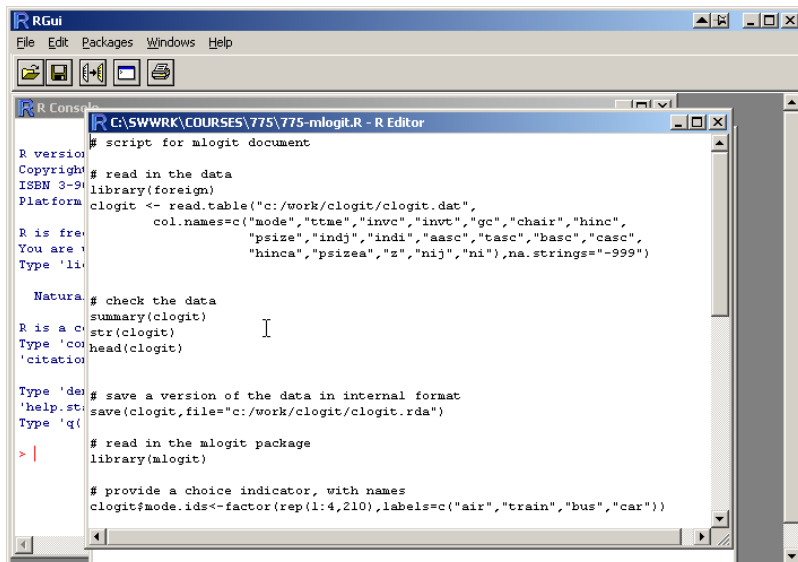 RGui
File Edit Packages Windows Help
R Console
R versio
Copyright
ISBN 3-9
Platform
R is fre
You are
Type 'li
Natura
R is a c
Type 'co
'citation
Type 'de
'help.st
Type 'q(
> 
C:\SWWRK\COURSES\775\775-mlogit.R - R Editor
# script for mlogit document
# read in the data
library(foreign)
clogit <- read.table("c:/work/clogit/clogit.dat",
col.names=c("mode","ttme","invc","invt","gc","chair","hinc",
"psize","indj","indi","aasc","tasc","basc","casc",
"hinca","psizea","z","nij","ni"),na.strings="-999")
# check the data
summary(clogit)
str(clogit)
head(clogit)
# save a version of the data in internal format
save(clogit,file="c:/work/clogit/clogit.rda")
# read in the mlogit package
library(mlogit)
# provide a choice indicator, with names
clogit$mode.ids<-factor(rep(1:4,210),labels=c("air","train","bus","car"))